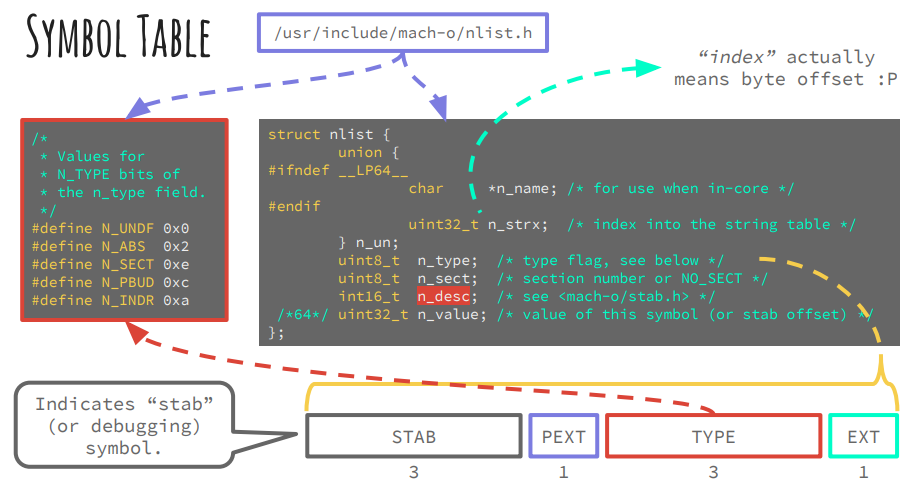 SYMBOL TABLE
/usr/include/mach-o/nlist.h
“index” actually
means byte offset :P
/*
* Values for
* N_TYPE bits of
* the n_type field.
*/
#define N_UNDF 0x0
#define N_ABS  0x2
#define N_SECT 0xe
#define N_PBUD 0xc
#define N_INDR 0xa
struct nlist {
union {
#ifndef __LP64__
char *n_name; /* for use when in-core */
#endif
uint32_t n_strx; /* index into the string table */
} n_un;
uint8_t n_type; /* type flag, see below */
uint8_t n_sect; /* section number or NO_SECT */
int16_t n_desc; /* see <mach-o/stab.h> */
/*64*/ uint32_t n_value; /* value of this symbol (or stab offset) */
};
Indicates “stab”
(or debugging)
symbol.
STAB PEXT TYPE EXT
3 1 3 1